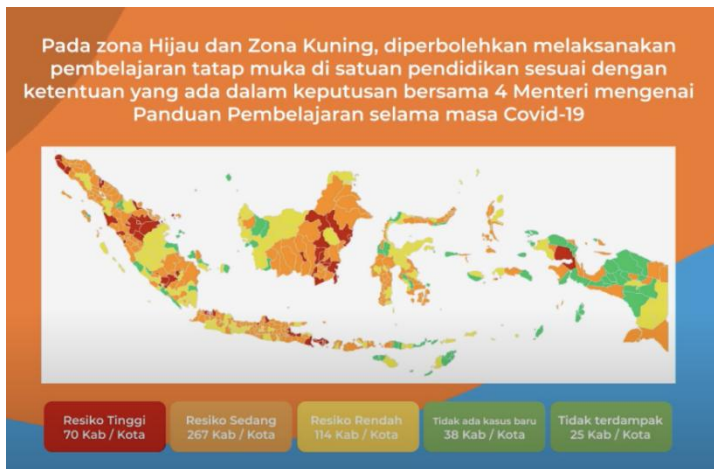 Pada zona Hijau dan Zona Kuning, diperbolehkan melaksanakan
pembelajaran tatap muka di satuan pendidikan sesuai dengan
ketentuan yang ada dalam keputusan bersama 4 Menteri mengenai
Panduan Pembelajaran selama masa Covid-19
Resiko Tinggi
70 Kab / Kota
Resiko Sedang
267 Kab / Kota
Resiko Rendah
114 Kab / Kota
Tidak ada kasus baru
38 Kab / Kota
Tidak terdampak
25 Kab / Kota